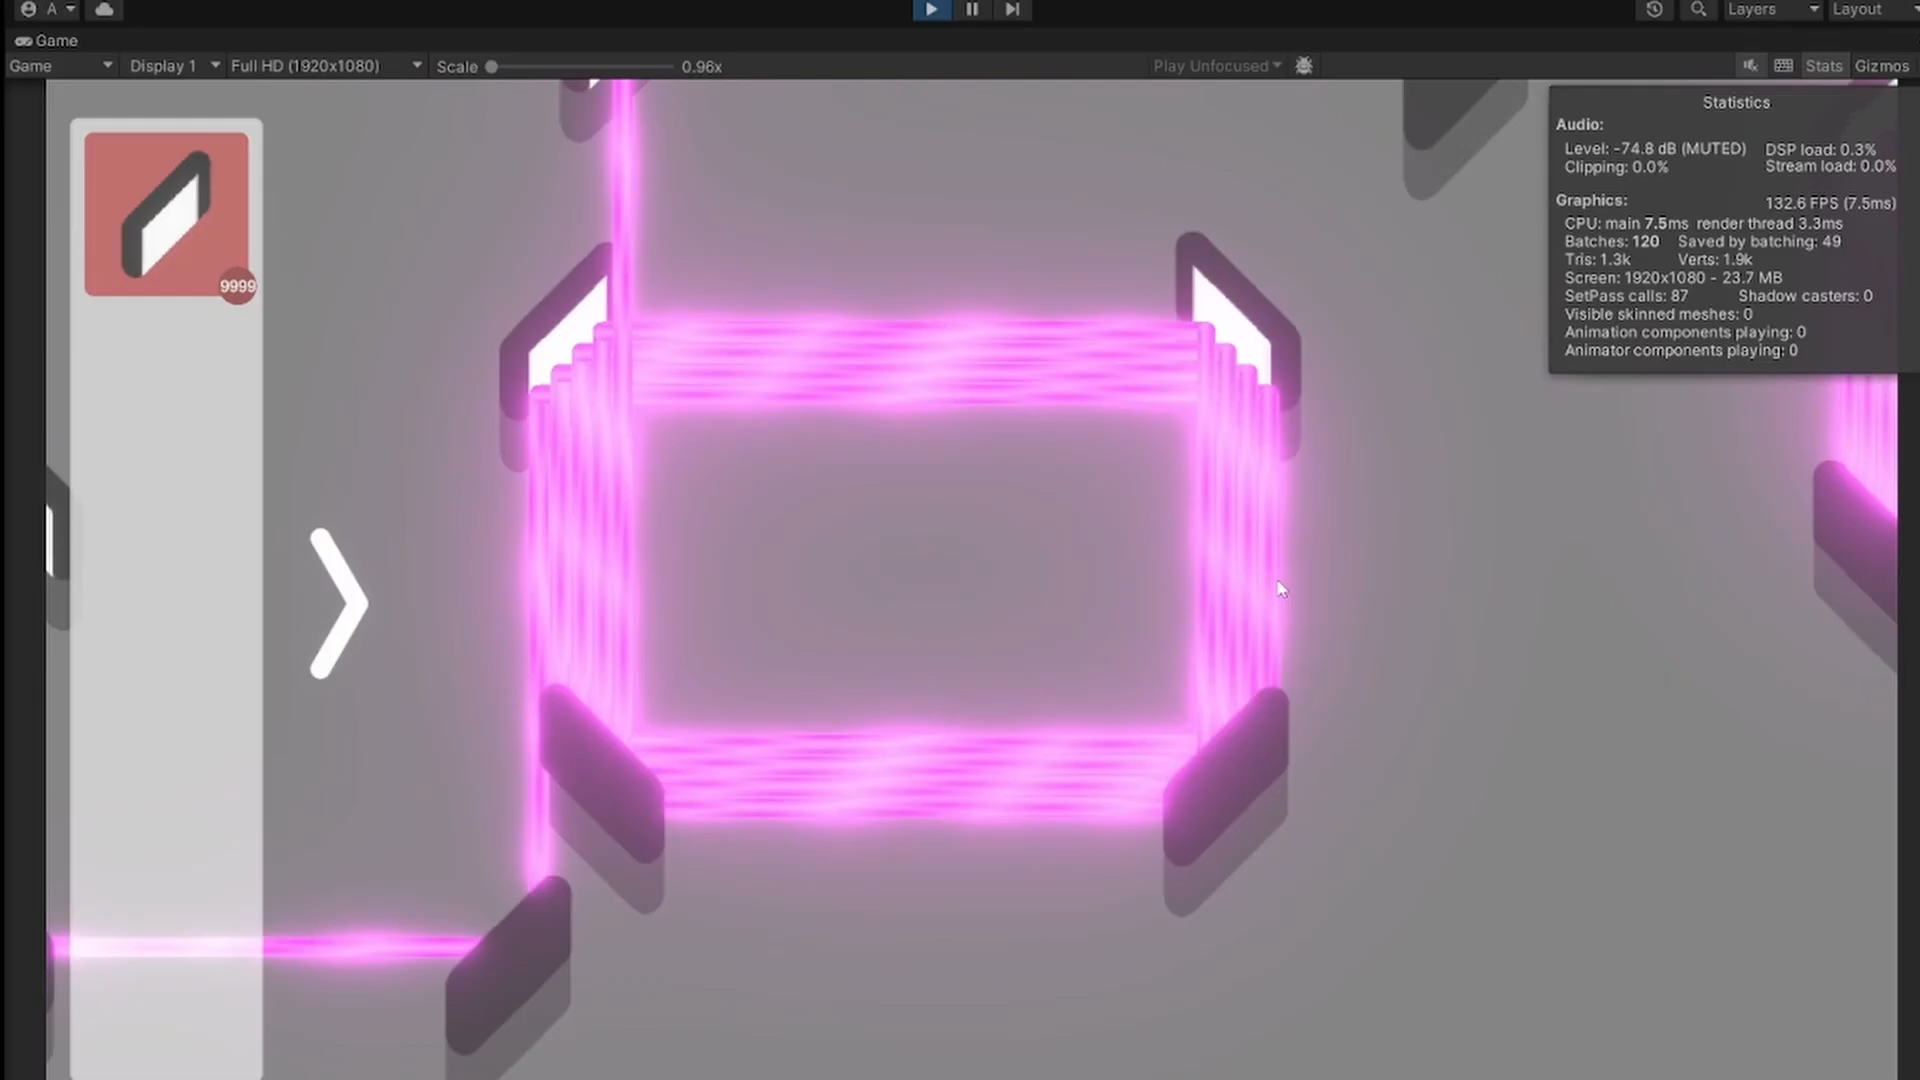 A
Layers
Layout
Game
Game
Display 1
Full HD (1920x1080)
Scale
0.96x
Play Unfocused
Stats
Gizmos
9999
Statistics
Audio:
Level: -74.8 dB (MUTED) DSP load: 0.3%
Clipping: 0.0% Stream load: 0.0%
Graphics: 132.6 FPS (7.5ms)
CPU: main 7.5ms render thread 3.3ms
Batches: 120 Saved by batching: 49
Tris: 1.3k Verts: 1.9k
Screen: 1920x1080 - 23.7 MB
SetPass calls: 87 Shadow casters: 0
Visible skinned meshes: 0
Animation components playing: 0
Animator components playing: 0